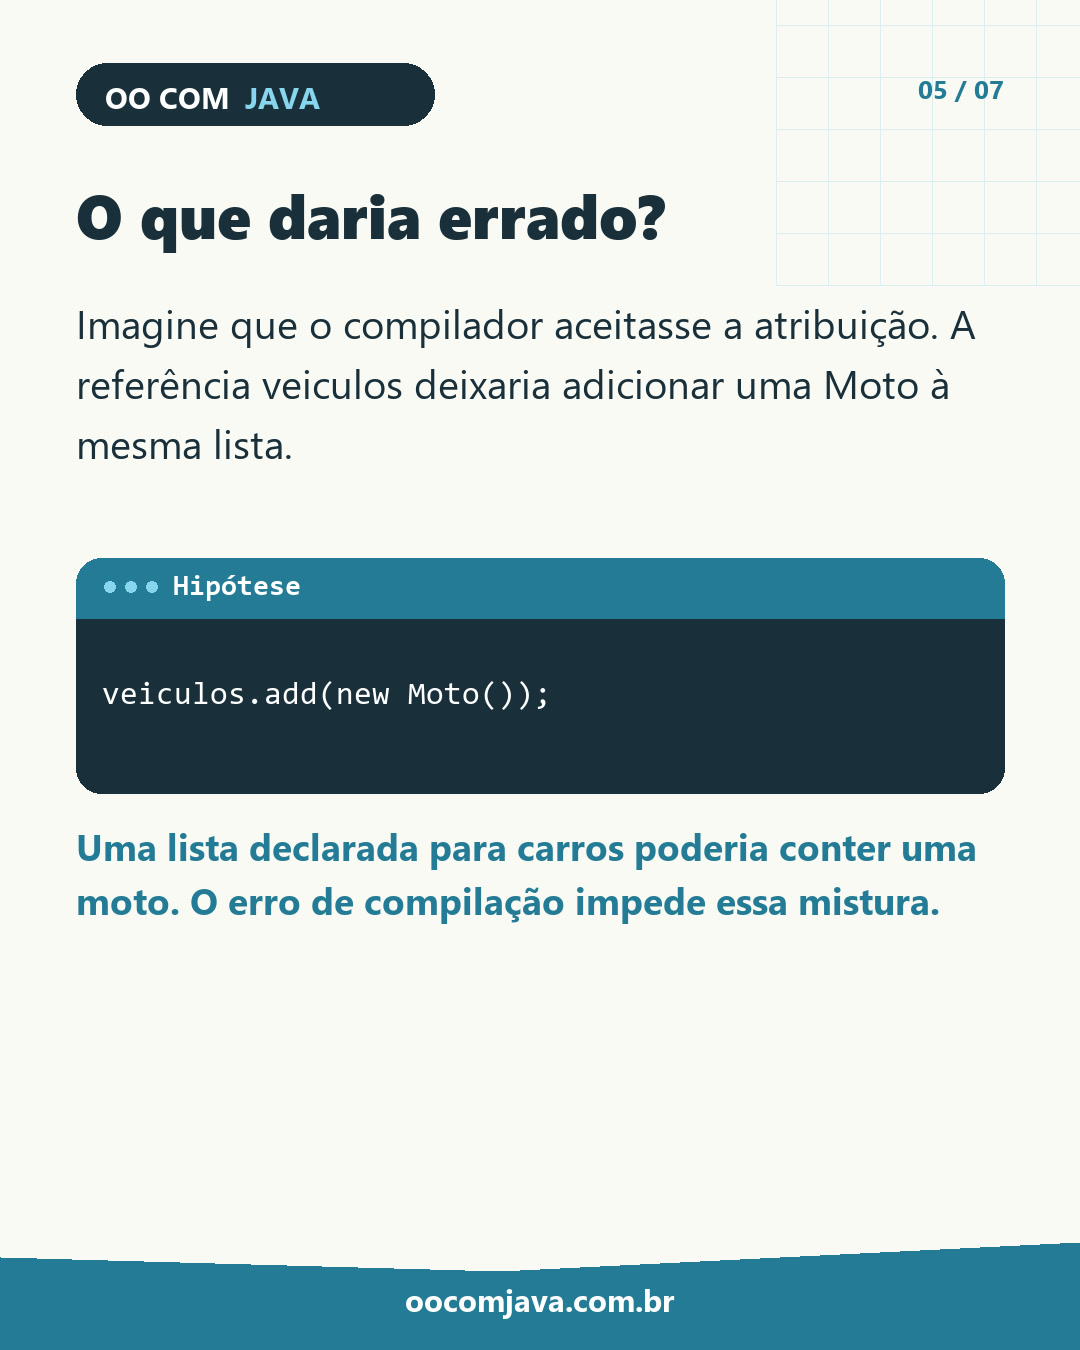 OO COM JAVA
05 / 07
O que daria errado?
Imagine que o compilador aceitasse a atribuição. A
referência veiculos deixaria adicionar uma Moto à
mesma lista.
Hipótese
veiculos.add(new Moto());
Uma lista declarada para carros poderia conter uma
moto. O erro de compilação impede essa mistura.
oocomjava.com.br